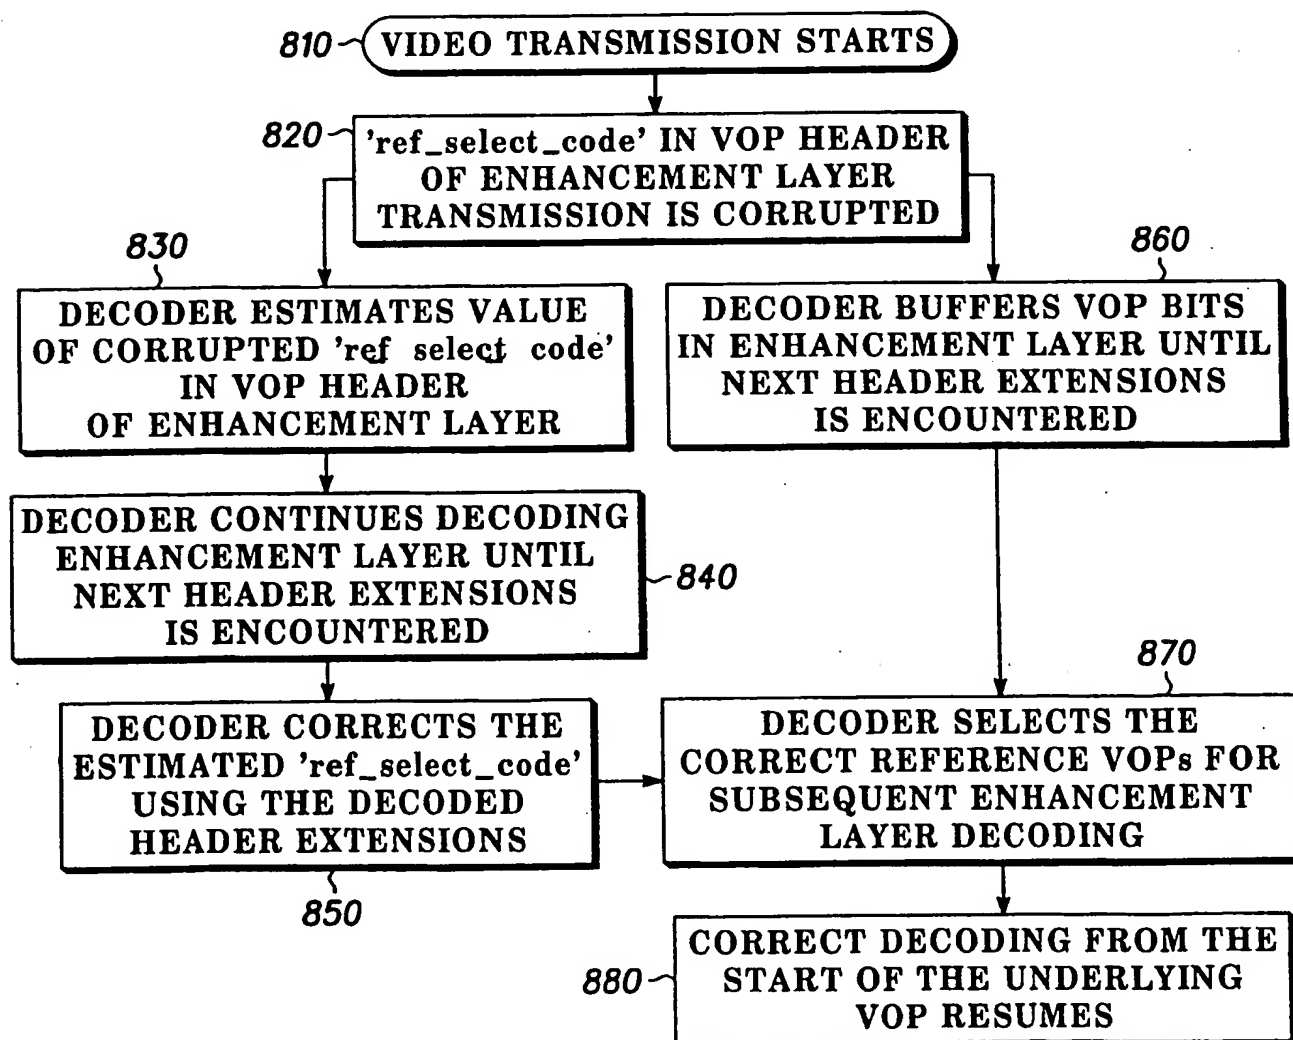 810
VIDEO TRANSMISSION STARTS
820
'ref_select_code' IN VOP HEADER
OF ENHANCEMENT LAYER
TRANSMISSION IS CORRUPTED
830
DECODER ESTIMATES VALUE
OF CORRUPTED 'ref select code'
IN VOP HEADER
OF ENHANCEMENT LAYER
860
DECODER BUFFERS VOP BITS
IN ENHANCEMENT LAYER UNTIL
NEXT HEADER EXTENSIONS
IS ENCOUNTERED
DECODER CONTINUES DECODING
ENHANCEMENT LAYER UNTIL
NEXT HEADER EXTENSIONS
IS ENCOUNTERED
840
DECODER CORRECTS THE
ESTIMATED 'ref_select_code'
USING THE DECODED
HEADER EXTENSIONS
850
870
DECODER SELECTS THE
CORRECT REFERENCE VOPs FOR
SUBSEQUENT ENHANCEMENT
LAYER DECODING
880
CORRECT DECODING FROM THE
START OF THE UNDERLYING
VOP RESUMES